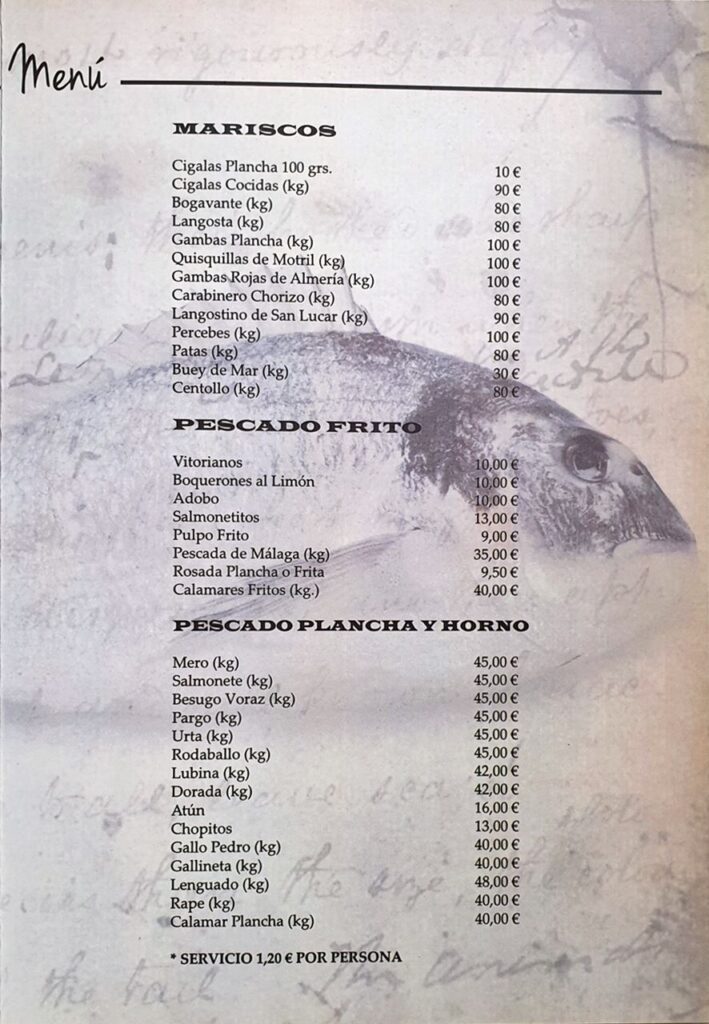 Menú
MARISCOS
Cigalas Plancha 100 grs. 10 €
Cigalas Cocidas (kg) 90 €
Bogavante (kg) 80 €
Langosta (kg) 80 €
Gambas Plancha (kg) 100 €
Quisquillas de Motril (kg) 100 €
Gambas Rojas de Almería (kg) 100 €
Carabinero Chorizo (kg) 80 €
Langostino de San Lucar (kg) 90 €
Percebes (kg) 100 €
Patas (kg) 80 €
Buey de Mar (kg) 30 €
Centollo (kg) 80 €
PESCADO FRITO
Vitorianos 10,00 €
Boquerones al Limón 10,00 €
Adobo 10,00 €
Salmonetitos 13,00 €
Pulpo Frito 9,00 €
Pescada de Málaga (kg) 35,00 €
Rosada Plancha o Frita 9,50 €
Calamares Fritos (kg.) 40,00 €
PESCADO PLANCHA Y HORNO
Mero (kg) 45,00 €
Salmonete (kg) 45,00 €
Besugo Voraz (kg) 45,00 €
Pargo (kg) 45,00 €
Urta (kg) 45,00 €
Rodaballo (kg) 45,00 €
Lubina (kg) 42,00 €
Dorada (kg) 42,00 €
Atún 16,00 €
Chopitos 13,00 €
Gallo Pedro (kg) 40,00 €
Gallineta (kg) 40,00 €
Lenguado (kg) 48,00 €
Rape (kg) 40,00 €
Calamar Plancha (kg) 40,00 €
* SERVICIO 1,20 € POR PERSONA
the tail